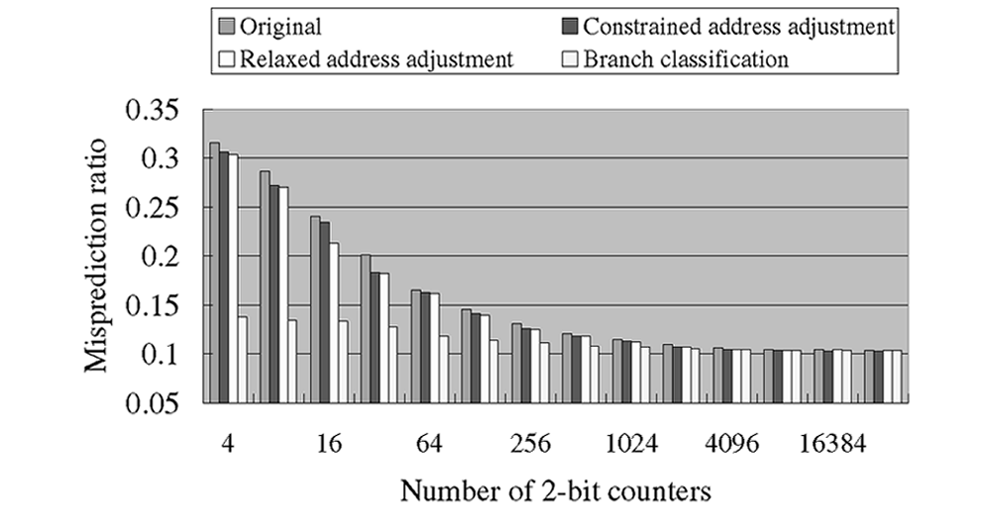 Original
Constrained address adjustment
Relaxed address adjustment
Branch classification
0.35
0.3
0.25
0.2
0.15
0.1
0.05
Misprediction ratio
4 16 64 256 1024 4096 16384
Number of 2-bit counters